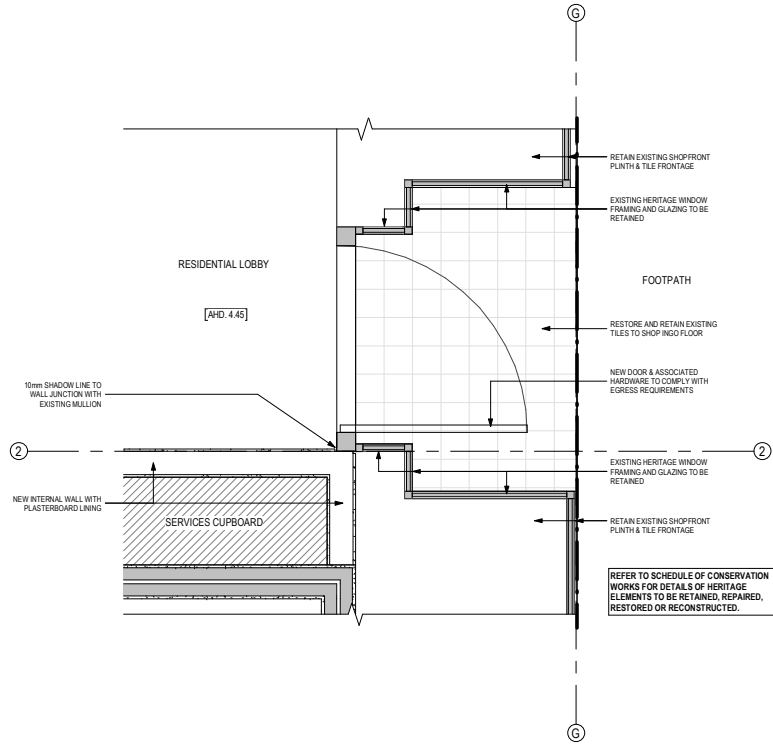 G
RETAIN EXISTING SHOPFRONT
PLINTH & TILE FRONTAGE
EXISTING HERITAGE WINDOW
FRAMING AND GLAZING TO BE
RETAINED
RESIDENTIAL LOBBY
FOOTPATH
AHD. 4.45
RESTORE AND RETAIN EXISTING
TILES TO SHOP INGO FLOOR
NEW DOOR & ASSOCIATED
HARDWARE TO COMPLY WITH
EGRESS REQUIREMENTS
10mm SHADOW LINE TO
WALL JUNCTION WITH
EXISTING MULLION
2
2
EXISTING HERITAGE WINDOW
FRAMING AND GLAZING TO BE
RETAINED
NEW INTERNAL WALL WITH
PLASTERBOARD LINING
SERVICES CUPBOARD
RETAIN EXISTING SHOPFRONT
PLINTH & TILE FRONTAGE
REFER TO SCHEDULE OF CONSERVATION
WORKS FOR DETAILS OF HERITAGE
ELEMENTS TO BE RETAINED, REPAIRED,
RESTORED OR RECONSTRUCTED.
G